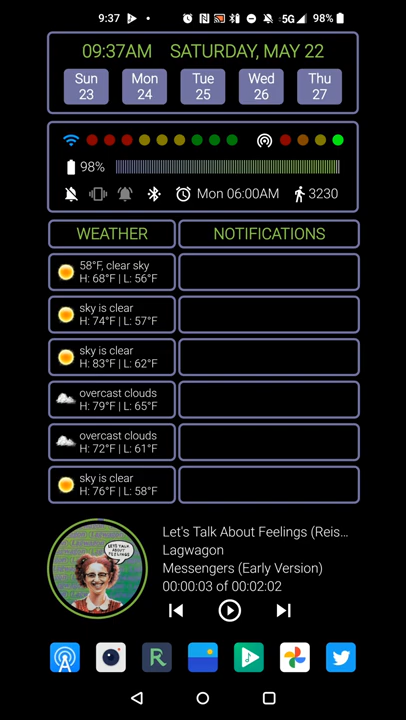 9:37
5G
98%
09:37AM SATURDAY, MAY 22
Sun Mon Tue Wed Thu
23 24 25 26 27
98%
Mon 06:00AM 3230
WEATHER NOTIFICATIONS
58°F, clear sky
H: 68°F | L: 56°F
sky is clear
H: 74°F | L: 57°F
sky is clear
H: 83°F | L: 62°F
overcast clouds
H: 79°F | L: 65°F
overcast clouds
H: 72°F | L: 61°F
sky is clear
H: 76°F | L: 58°F
LET'S TALK
ABOUT
FEELINGS
Let's Talk About Feelings (Reis...
Lagwagon
Messengers (Early Version)
00:00:03 of 00:02:02
R